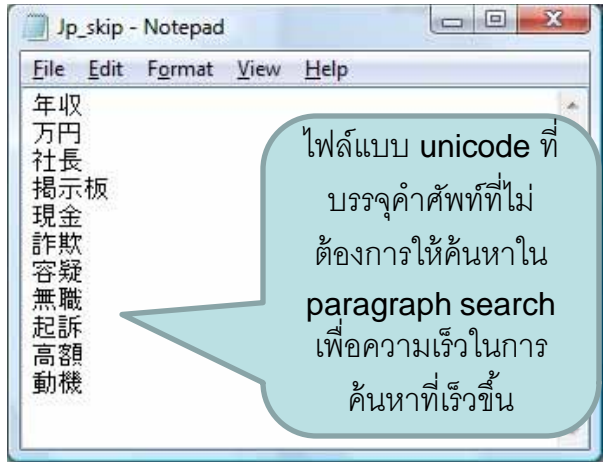 Jp_skip - Notepad
File Edit Format View Help
年収
万円
社長
掲示板
現金
詐欺
容疑
無職
起訴
高額
動機
ไฟล์แบบ unicode ที่
บรรจุคำศัพท์ที่ไม่
ต้องการให้ค้นหาใน
paragraph search
เพื่อความเร็วในการ
ค้นหาที่เร็วขึ้น